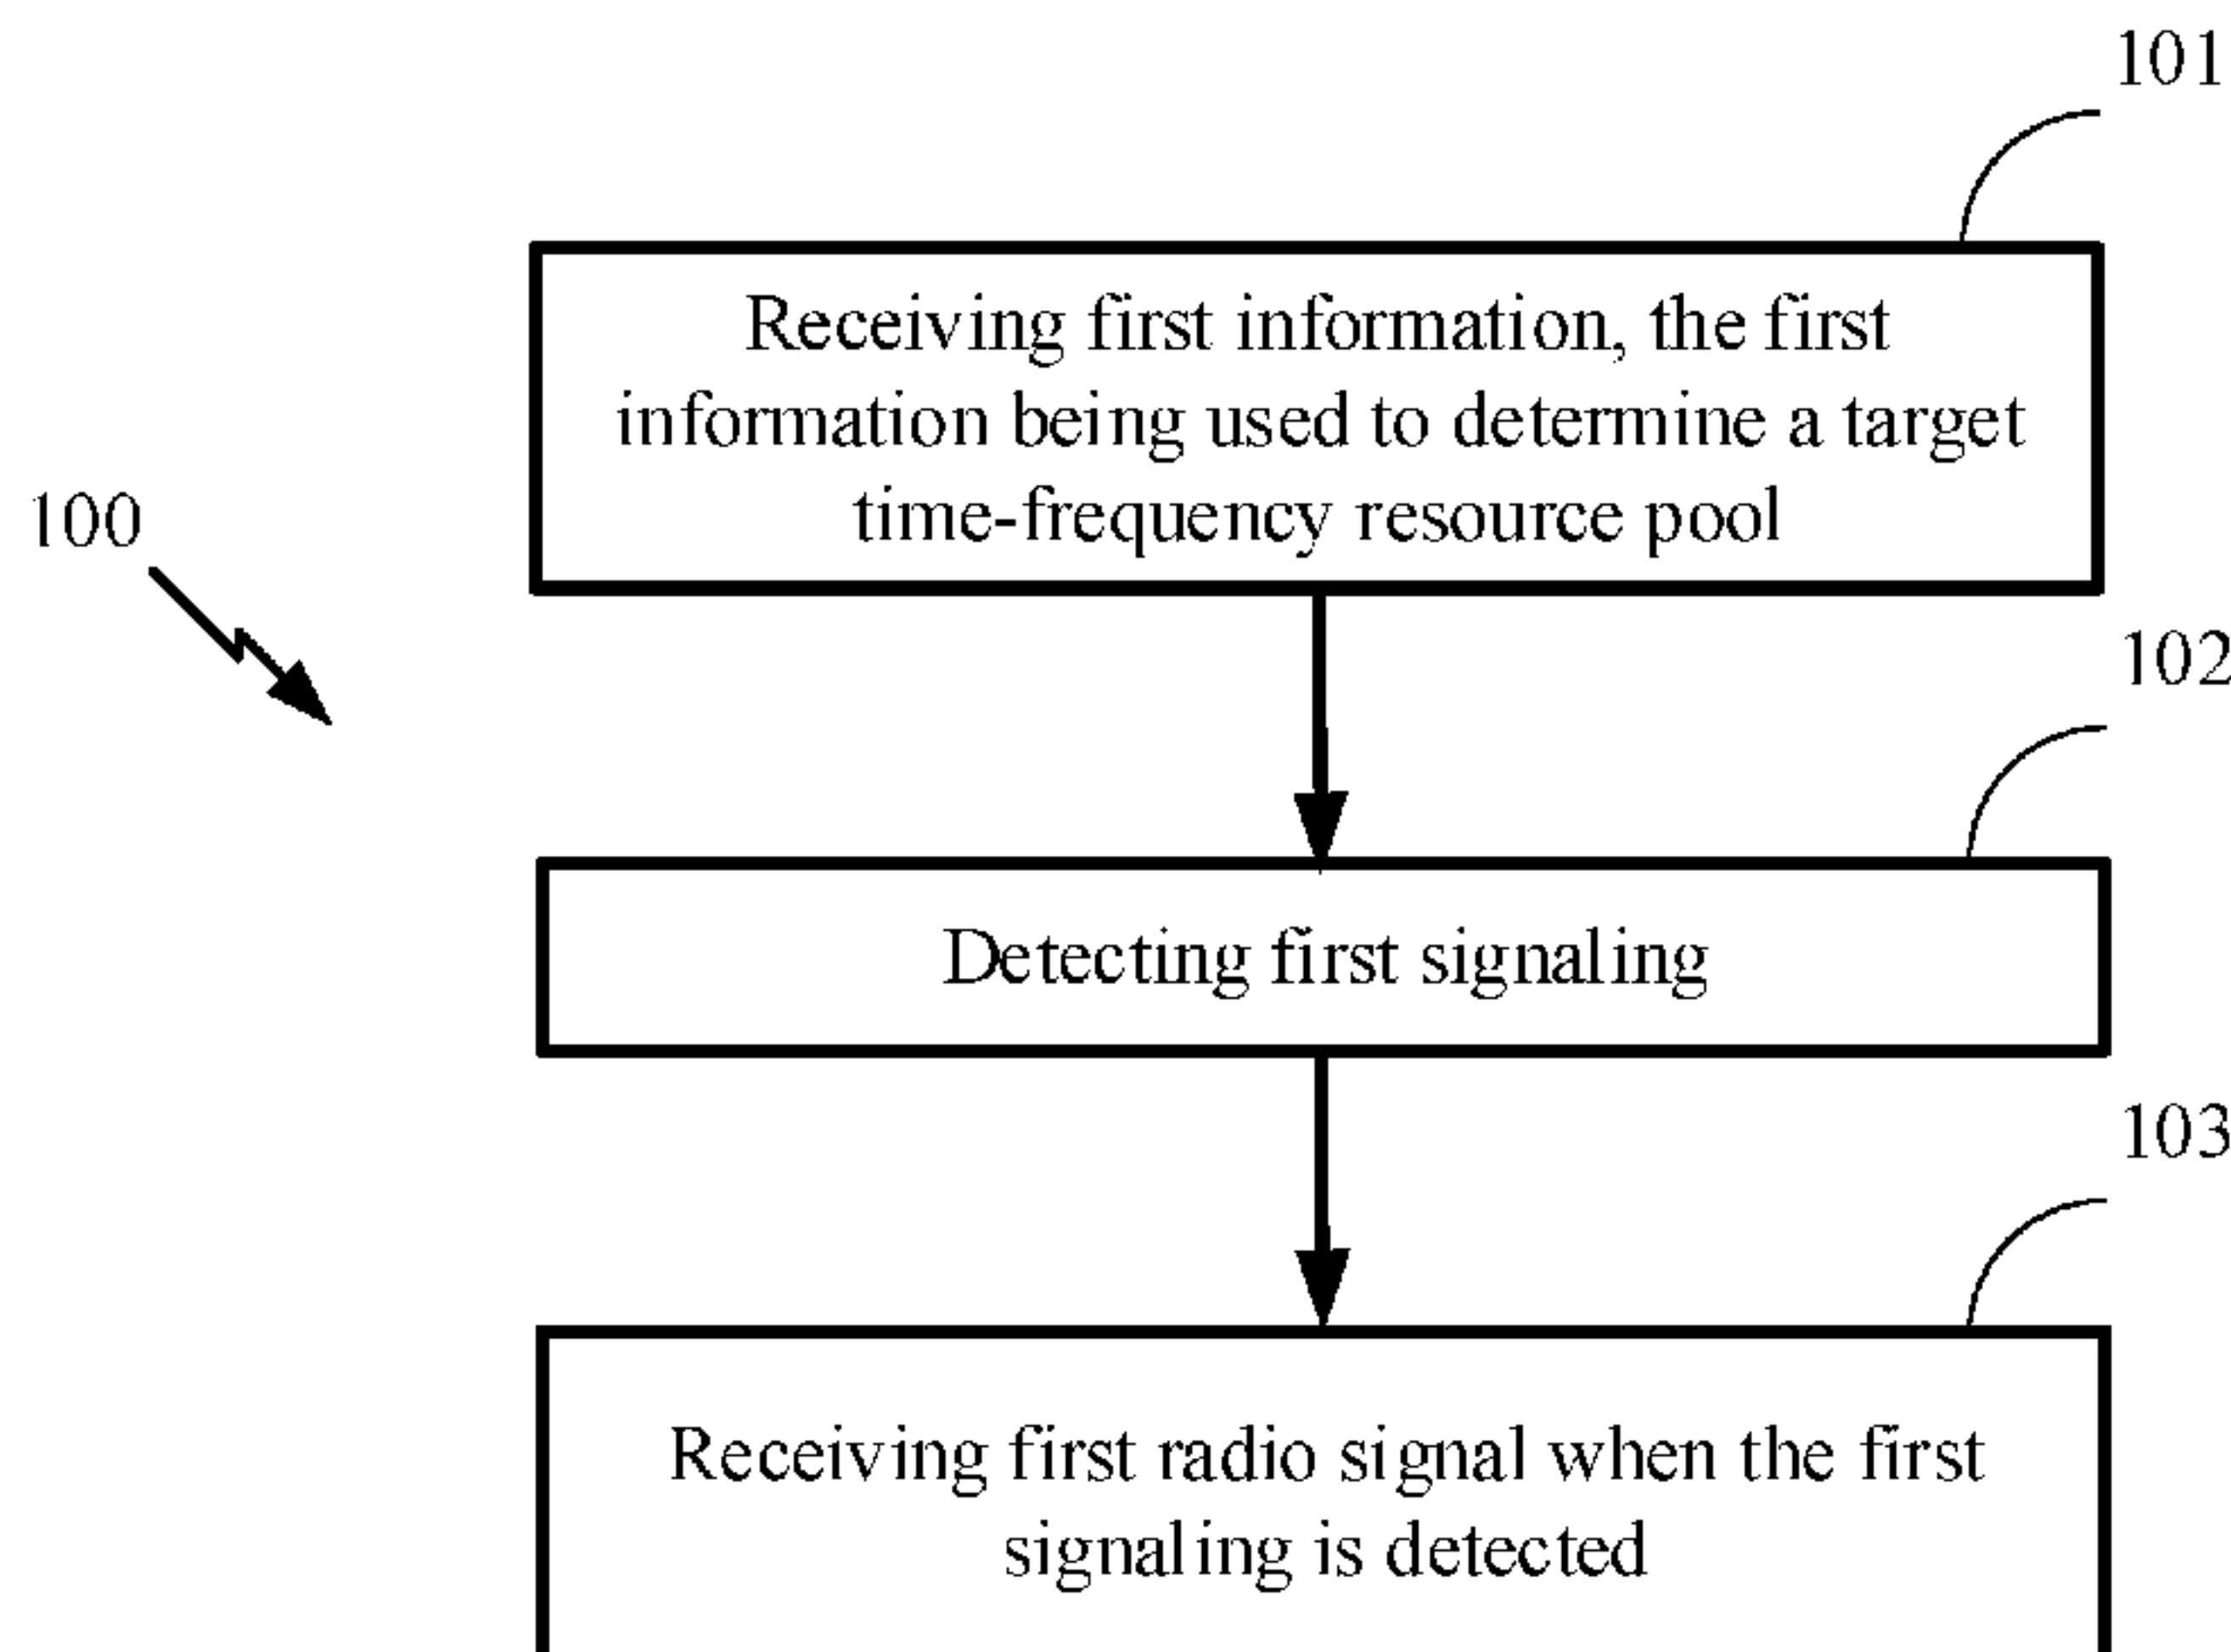 101
Receiving first information, the first
information being used to determine a target
time-frequency resource pool
100
102
Detecting first signaling
103
Receiving first radio signal when the first
signaling is detected